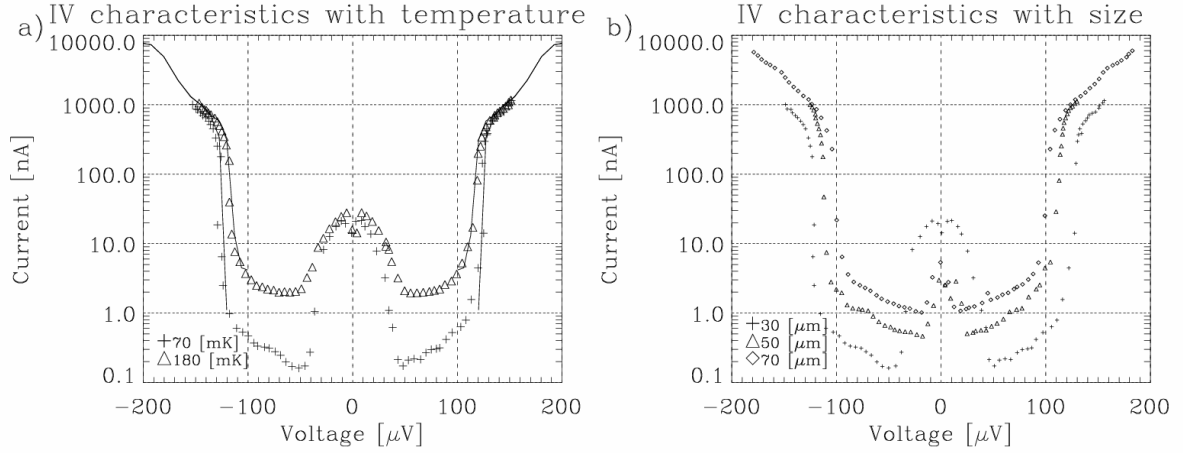 a) IV characteristics with temperature
10000.0
1000.0
100.0
10.0
1.0
0.1
Current [nA]
+70 [mK]
△180 [mK]
−200 −100 0 100 200
Voltage [μV]
b) IV characteristics with size
10000.0
1000.0
100.0
10.0
1.0
0.1
Current [nA]
+30 [μm]
△50 [μm]
◇70 [μm]
−200 −100 0 100 200
Voltage [μV]